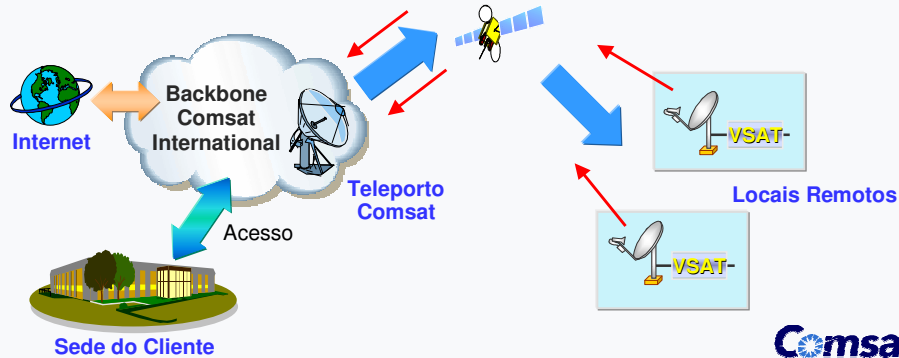 Internet
Backbone
Comsat
International
Teleporto
Comsat
Acesso
Sede do Cliente
VSAT
VSAT
Locais Remotos
Comsa